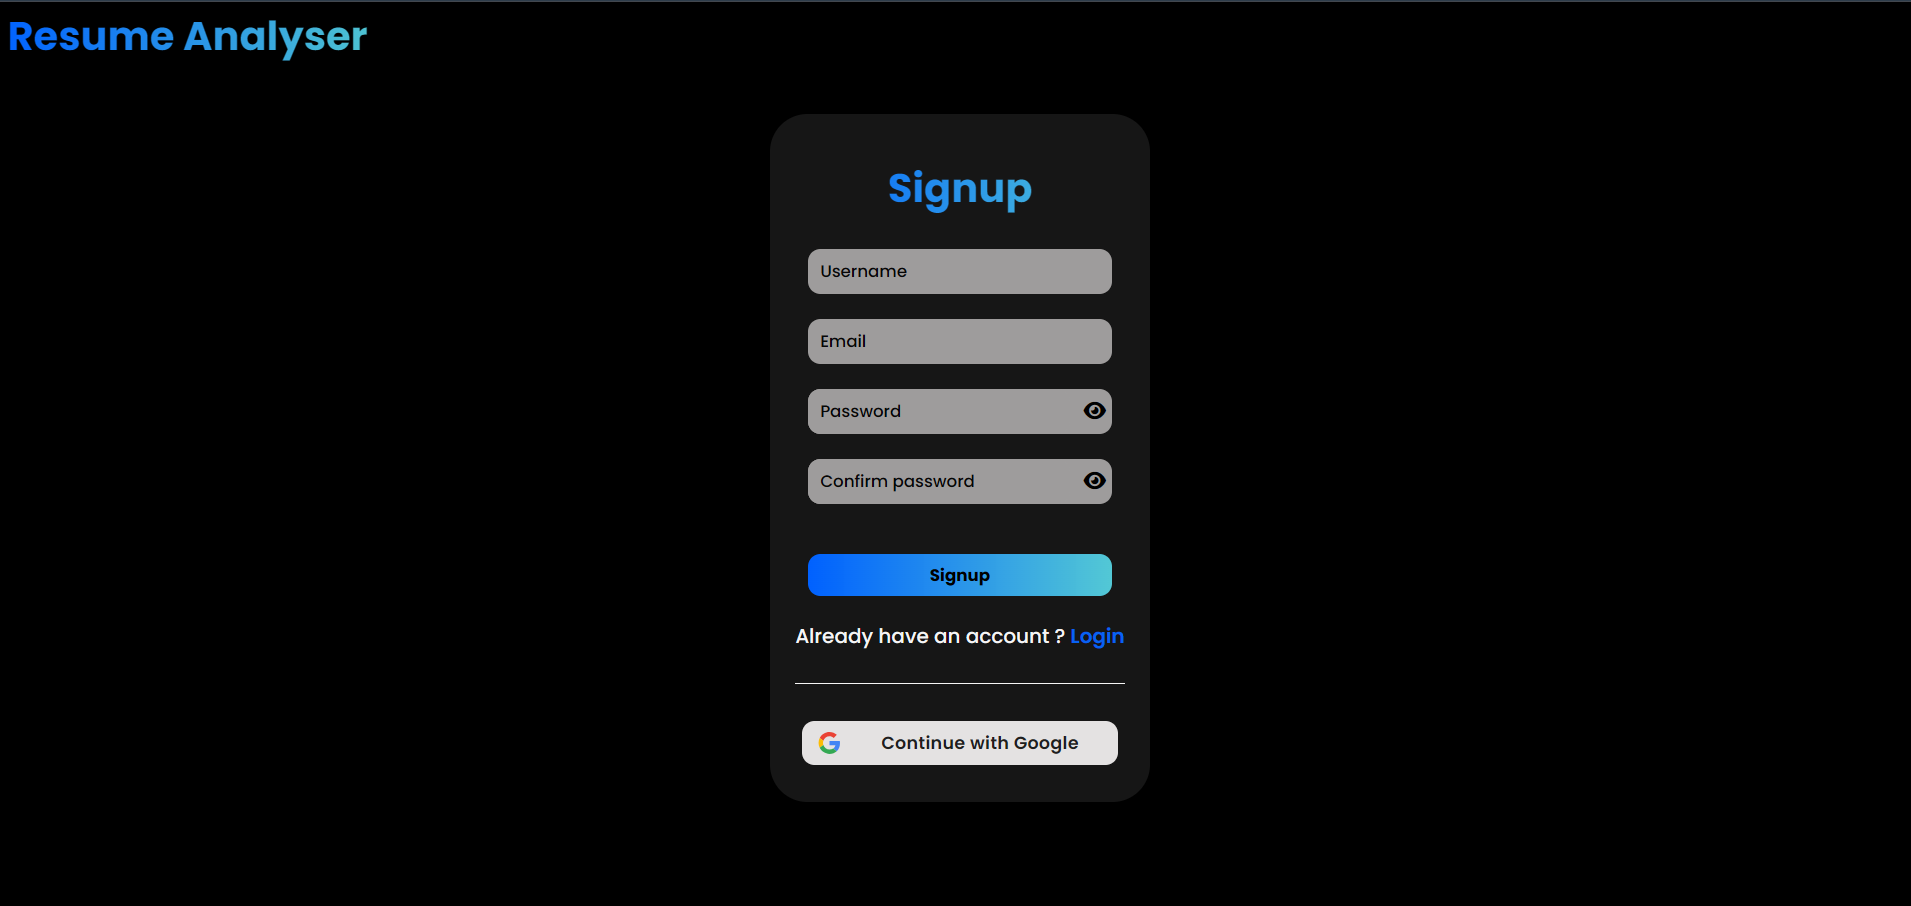 Resume Analyser
Signup
Username
Email
Password
Confirm password
Signup
Already have an account ? Login
Continue with Google